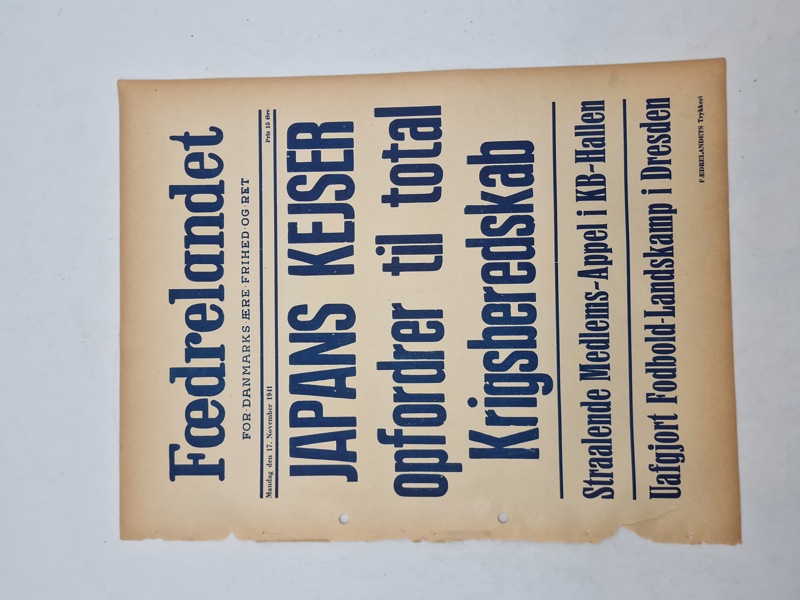 Fædrelandet
FOR·DANMARKS·ÆRE·FRIHED·OG·RET
Mandag den 17. November 1941 Pris 15 Øre
JAPANS KEJSER
opfordrer til total
Krigsberedskab
Straalende Medlems-Appel i KB-Hallen
Uafgjort Fodbold-Landskamp i Dresden
FÆDRELANDETS Trykkeri